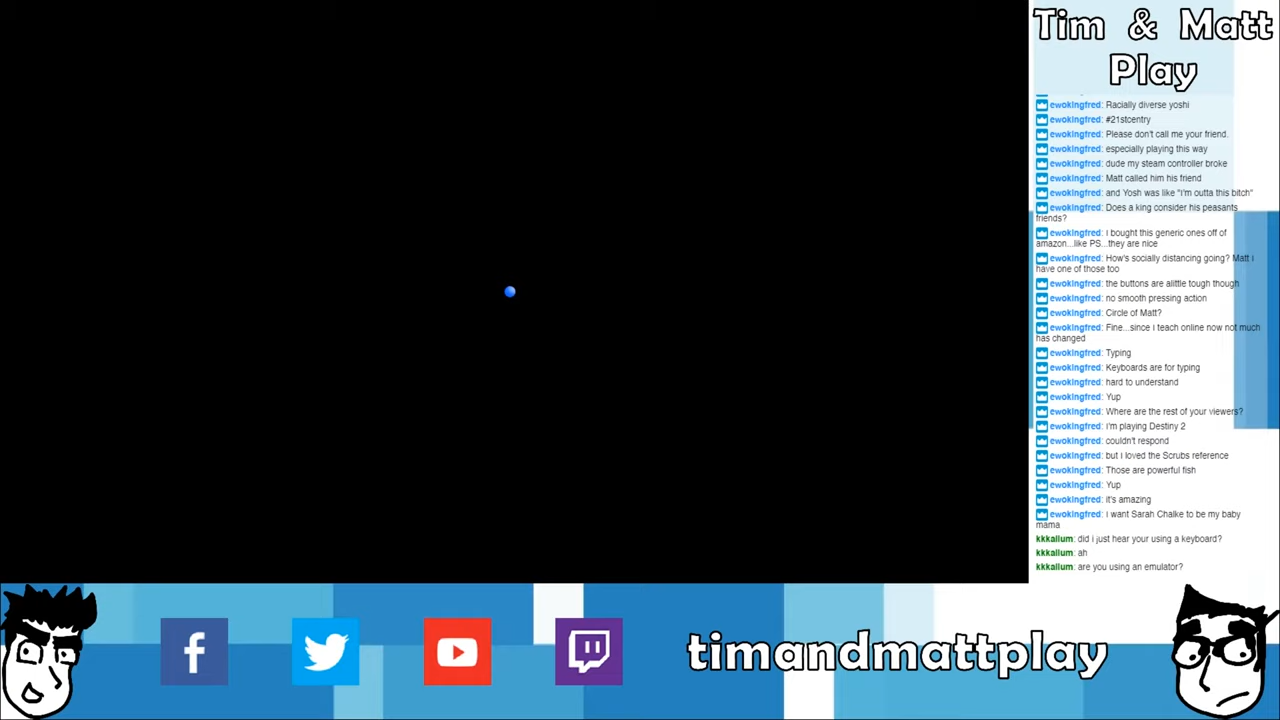 Tim & Matt
Play
ewokingfred: Racially diverse yoshi
ewokingfred: #21stcentry
ewokingfred: Please don't call me your friend.
ewokingfred: especially playing this way
ewokingfred: dude my steam controller broke
ewokingfred: Matt called him his friend
ewokingfred: and Yosh was like "I'm outta this bitch"
ewokingfred: Does a king consider his peasants
friends?
ewokingfred: I bought this generic ones off of
amazon...like PS...they are nice
ewokingfred: How's socially distancing going? Matt i
have one of those too
ewokingfred: the buttons are alittle tough though
ewokingfred: no smooth pressing action
ewokingfred: Circle of Matt?
ewokingfred: Fine...since I teach online now not much
has changed
ewokingfred: Typing
ewokingfred: Keyboards are for typing
ewokingfred: hard to understand
ewokingfred: Yup
ewokingfred: Where are the rest of your viewers?
ewokingfred: i'm playing Destiny 2
ewokingfred: couldn't respond
ewokingfred: but I loved the Scrubs reference
ewokingfred: Those are powerful fish
ewokingfred: Yup
ewokingfred: it's amazing
ewokingfred: I want Sarah Chalke to be my baby
mama
kkkallum: did i just hear your using a keyboard?
kkkallum: ah
kkkallum: are you using an emulator?
timandmattplay